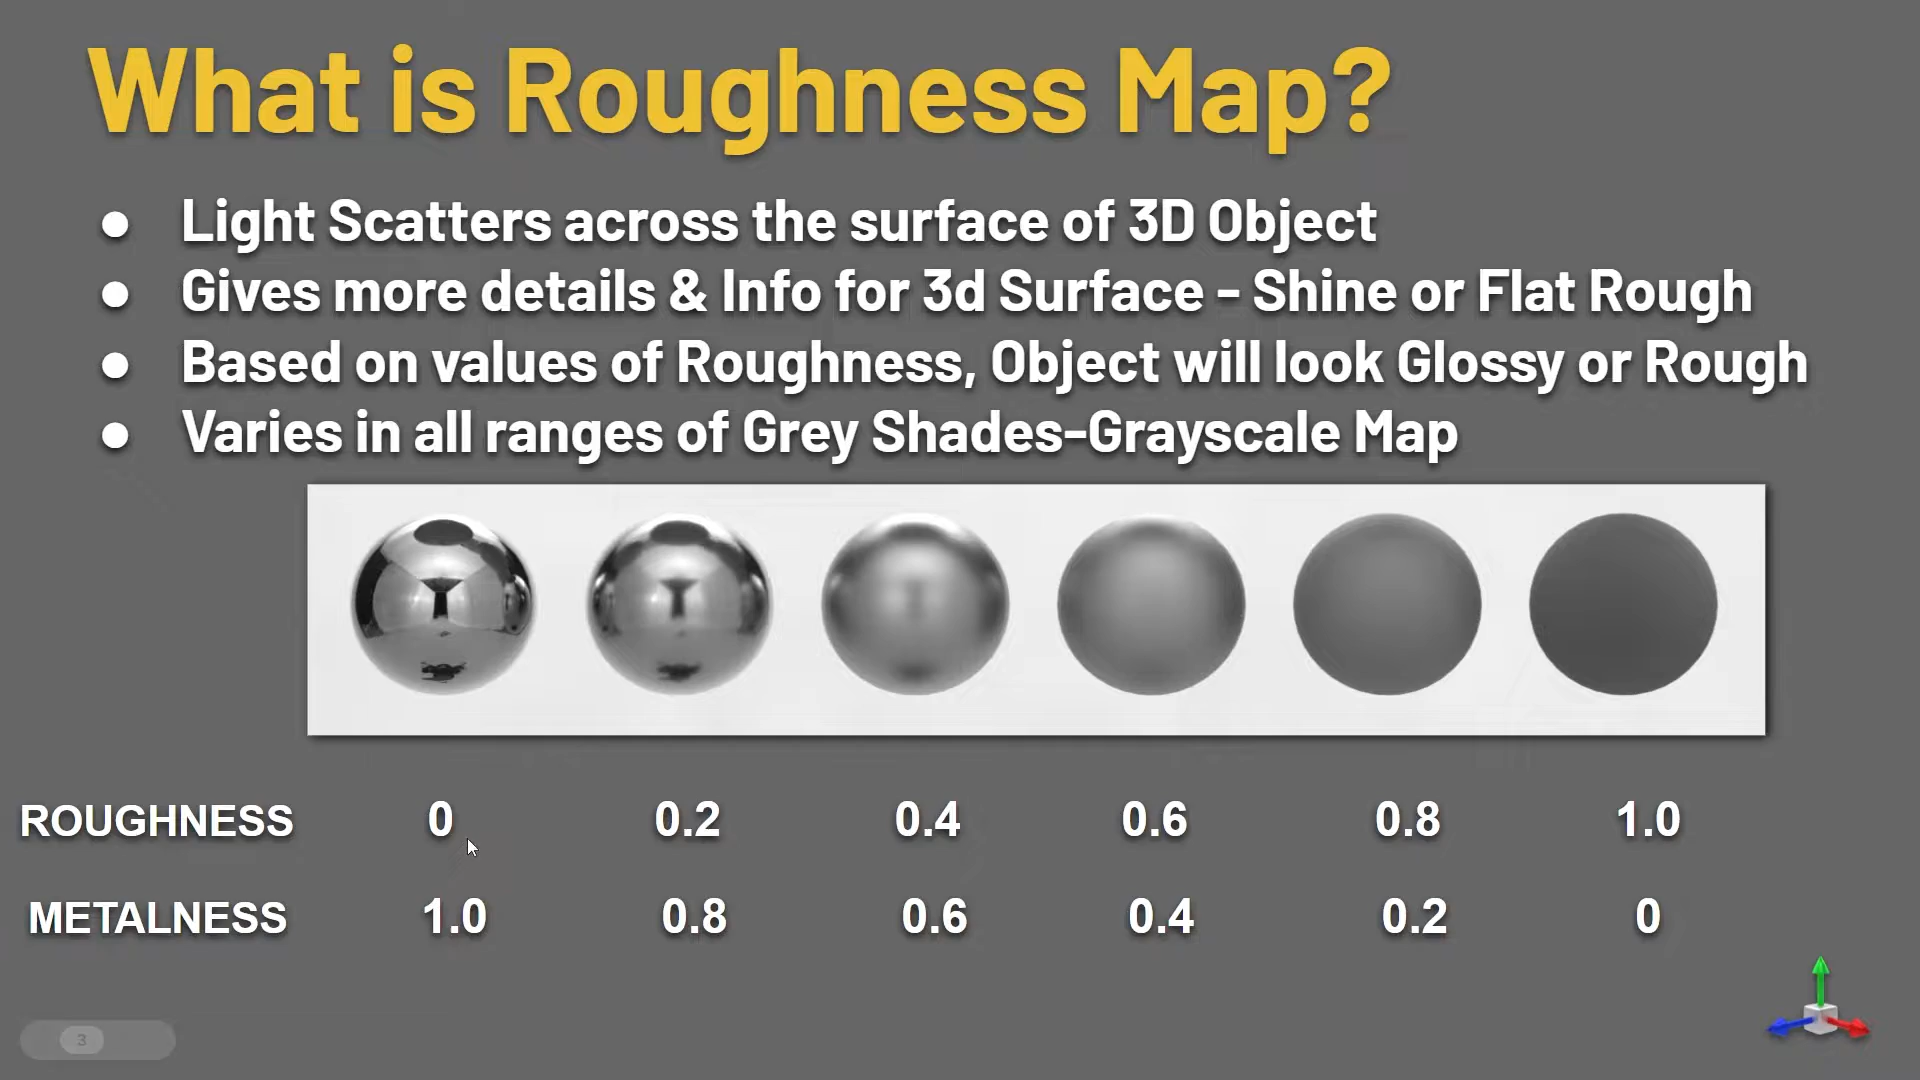 What is Roughness Map?
● Light Scatters across the surface of 3D Object
● Gives more details & Info for 3d Surface - Shine or Flat Rough
● Based on values of Roughness, Object will look Glossy or Rough
● Varies in all ranges of Grey Shades-Grayscale Map
ROUGHNESS 0 0.2 0.4 0.6 0.8 1.0
METALNESS 1.0 0.8 0.6 0.4 0.2 0
3